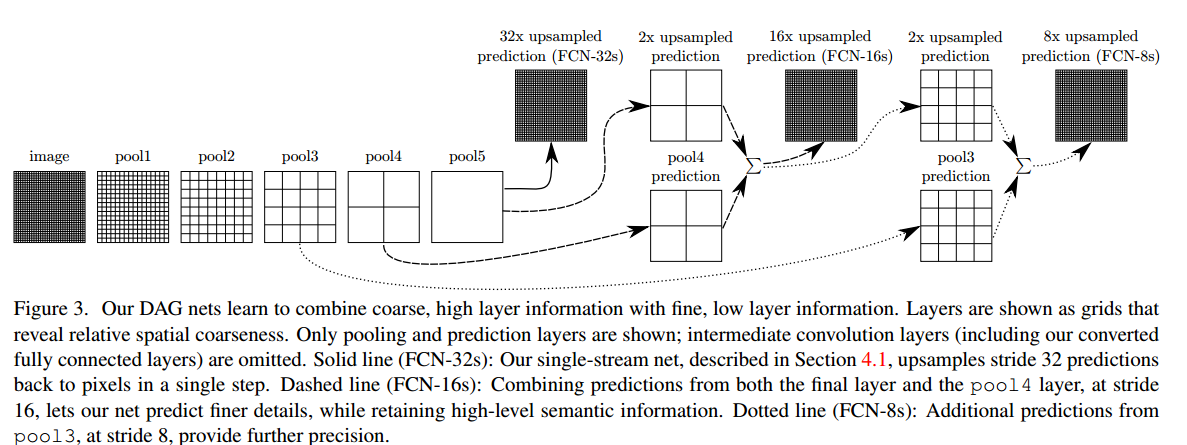 32x upsampled
prediction (FCN-32s)
2x upsampled
prediction
16x upsampled
prediction (FCN-16s)
2x upsampled
prediction
8x upsampled
prediction (FCN-8s)
image
pool1
pool2
pool3
pool4
pool5
pool4
prediction
Σ
pool3
prediction
Σ
Figure 3. Our DAG nets learn to combine coarse, high layer information with fine, low layer information. Layers are shown as grids that
reveal relative spatial coarseness. Only pooling and prediction layers are shown; intermediate convolution layers (including our converted
fully connected layers) are omitted. Solid line (FCN-32s): Our single-stream net, described in Section 4.1, upsamples stride 32 predictions
back to pixels in a single step. Dashed line (FCN-16s): Combining predictions from both the final layer and the pool4 layer, at stride
16, lets our net predict finer details, while retaining high-level semantic information. Dotted line (FCN-8s): Additional predictions from
pool3, at stride 8, provide further precision.